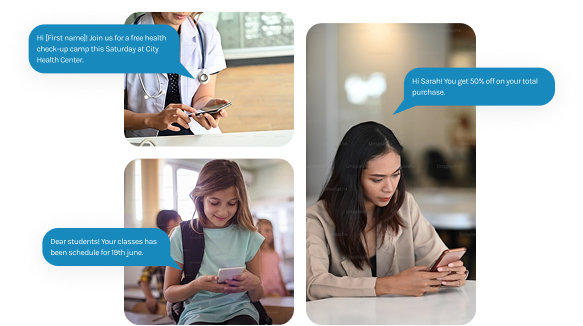 Hi [First name]! Join us for a free health
check-up camp this Saturday at City
Health Center.
Hi Sarah! You get 50% off on your total
purchase.
Dear students! Your classes has
been schedule for 19th june.